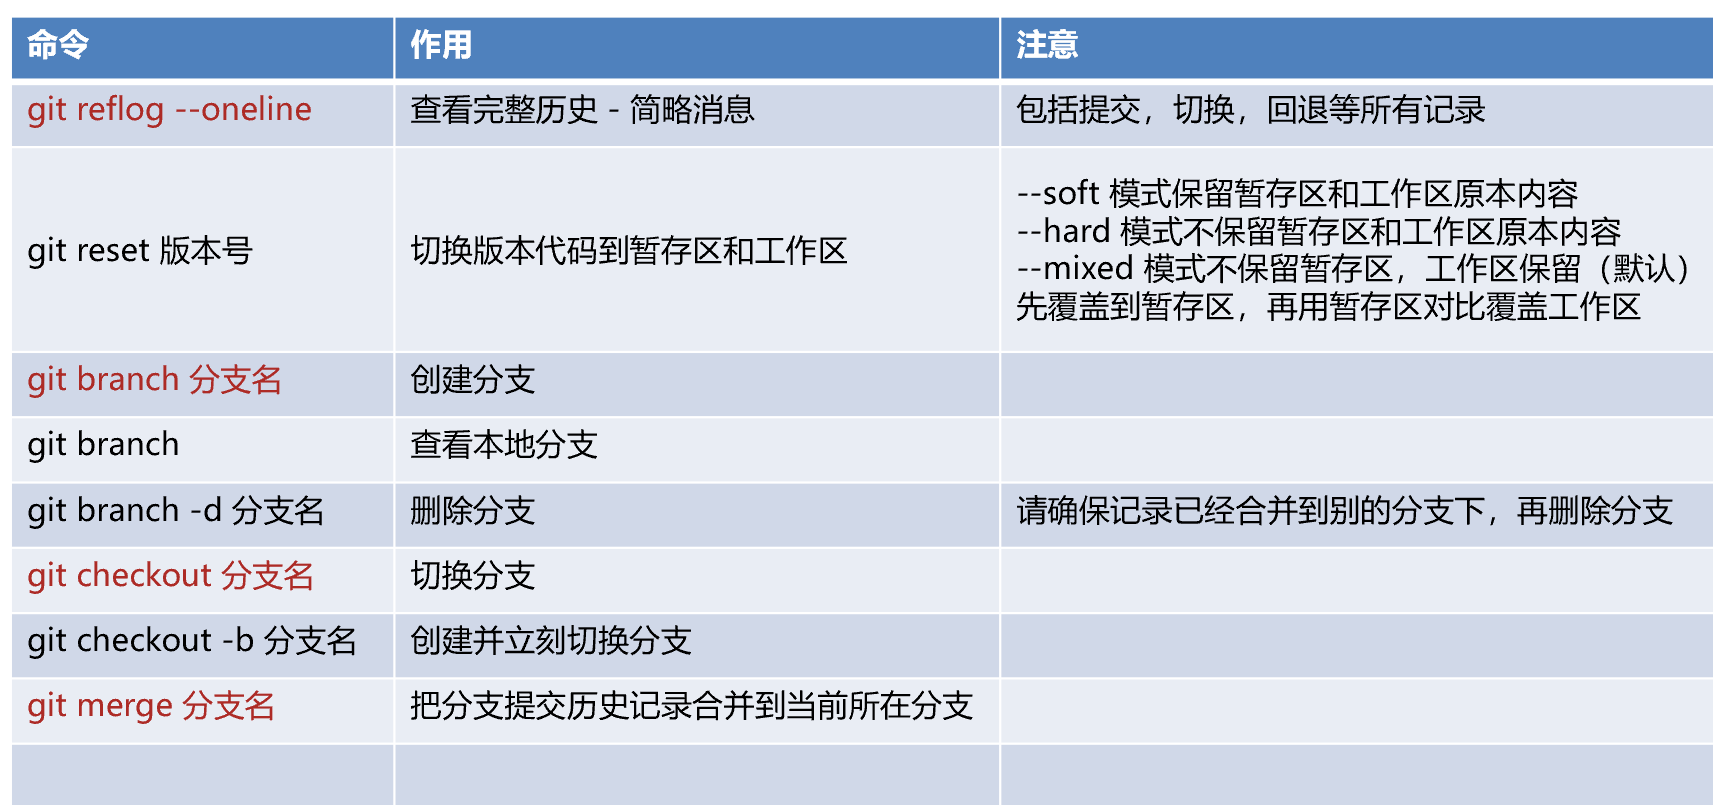 命令 作用 注意
git reflog --oneline 查看完整历史 - 简略消息 包括提交，切换，回退等所有记录
git reset 版本号 切换版本代码到暂存区和工作区 --soft 模式保留暂存区和工作区原本内容
--hard 模式不保留暂存区和工作区原本内容
--mixed 模式不保留暂存区，工作区保留（默认）
先覆盖到暂存区，再用暂存区对比覆盖工作区
git branch 分支名 创建分支
git branch 查看本地分支
git branch -d 分支名 删除分支 请确保记录已经合并到别的分支下，再删除分支
git checkout 分支名 切换分支
git checkout -b 分支名 创建并立刻切换分支
git merge 分支名 把分支提交历史记录合并到当前所在分支